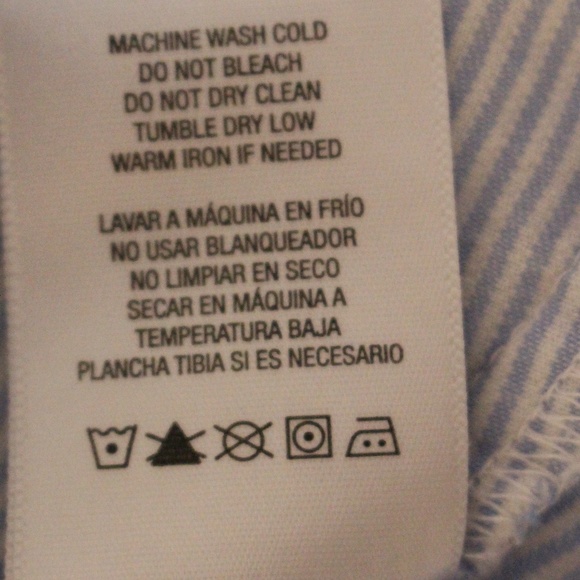 MACHINE WASH COLD
DO NOT BLEACH
DO NOT DRY CLEAN
TUMBLE DRY LOW
WARM IRON IF NEEDED
LAVAR A MÁQUINA EN FRÍO
NO USAR BLANQUEADOR
NO LIMPIAR EN SECO
SECAR EN MÁQUINA A
TEMPERATURA BAJA
PLANCHA TIBIA SI ES NECESARIO